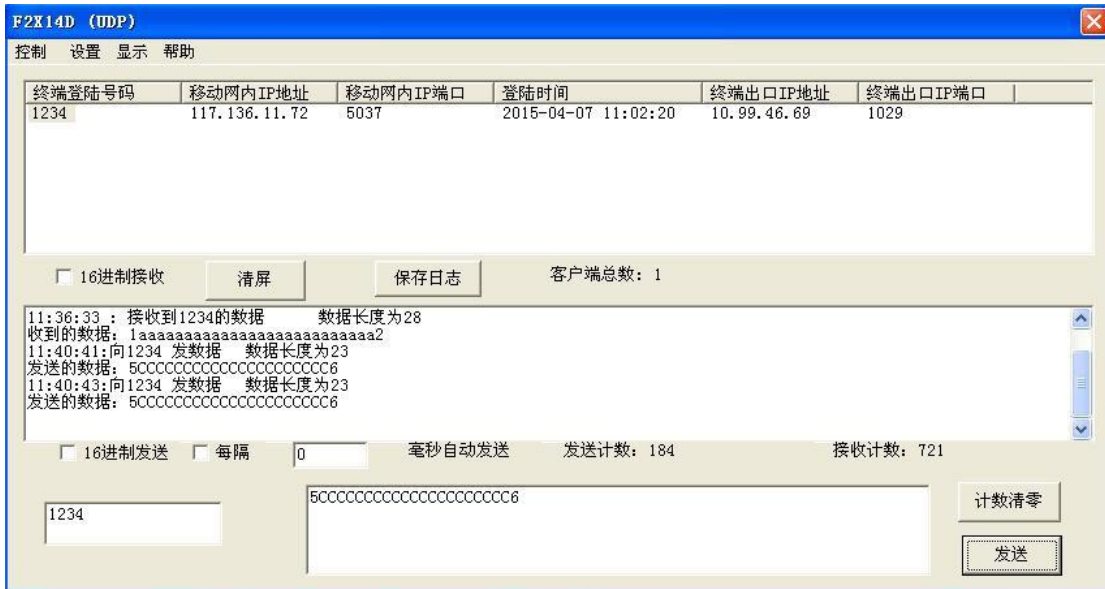 F2X14D (UDP)
控制 设置 显示 帮助
终端登陆号码 移动网内IP地址 移动网内IP端口 登陆时间 终端出口IP地址 终端出口IP端口
1234 117.136.11.72 5037 2015-04-07 11:02:20 10.99.46.69 1029
16进制接收 清屏 保存日志 客户端总数: 1
11:36:33 : 接收到1234的数据 数据长度为28
收到的数据: 1aaaaaaaaaaaaaaaaaaaaaaaaaa2
11:40:41:向1234 发数据 数据长度为23
发送的数据: 5CCCCCCCCCCCCCCCCCCCCC6
11:40:43:向1234 发数据 数据长度为23
发送的数据: 5CCCCCCCCCCCCCCCCCCCCC6
16进制发送 每隔 0 毫秒自动发送 发送计数: 184 接收计数: 721
1234
5CCCCCCCCCCCCCCCCCCCCC6
计数清零
发送